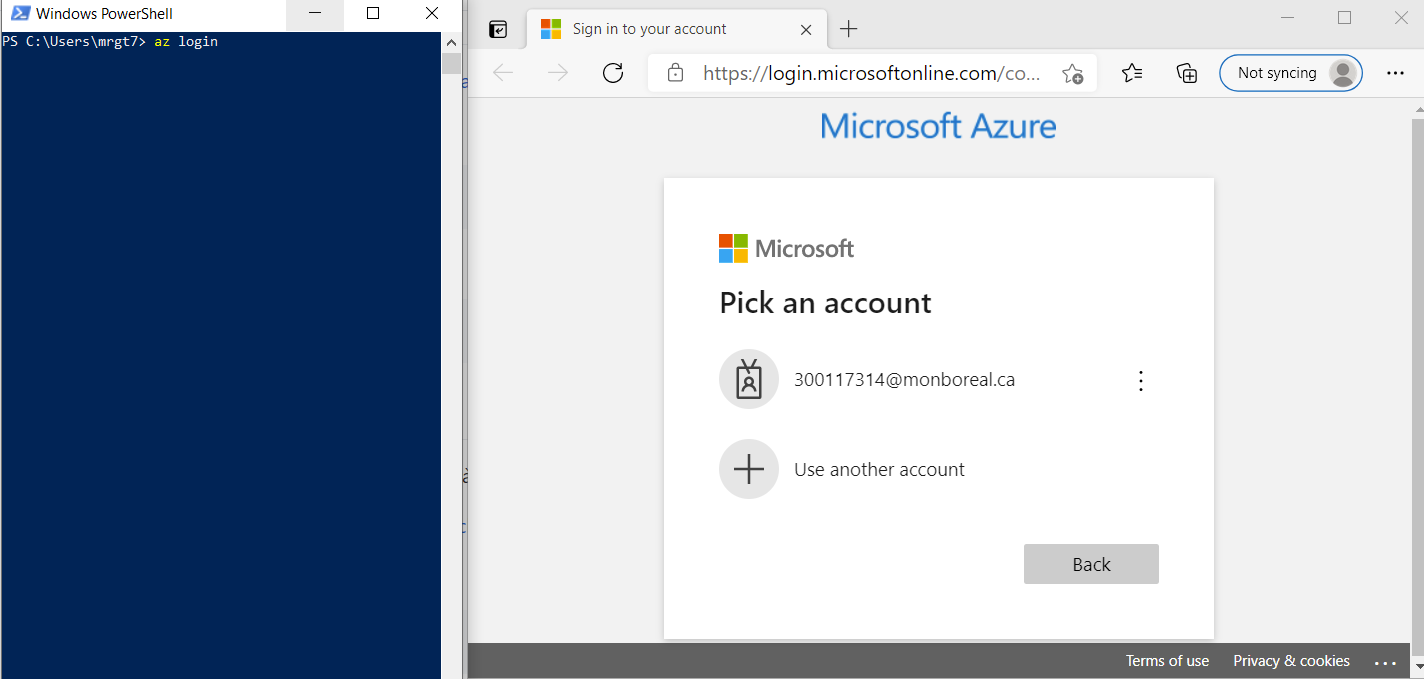 Windows PowerShell
PS C:\Users\mrgt7> az login
Sign in to your account
https://login.microsoftonline.com/co...
Not syncing
Microsoft Azure
Microsoft
Pick an account
300117314@monboreal.ca
Use another account
Back
Terms of use
Privacy & cookies